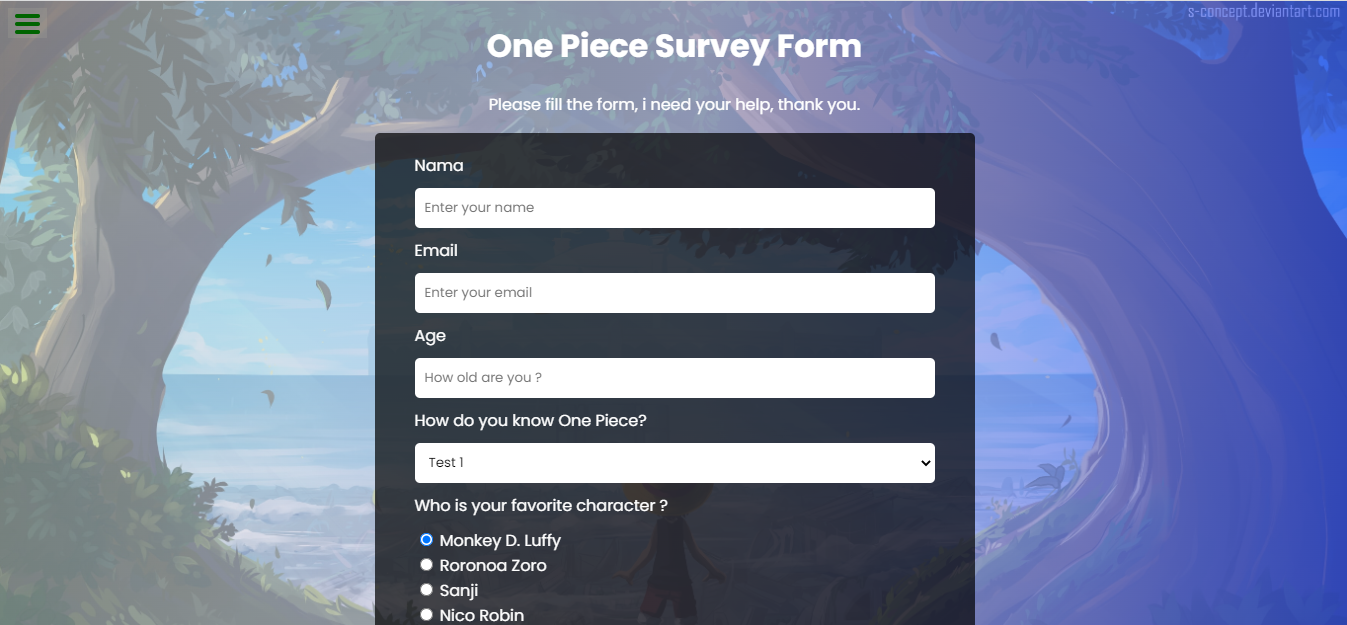 s-concept.deviantart.com
One Piece Survey Form
Please fill the form, i need your help, thank you.
Nama
Enter your name
Email
Enter your email
Age
How old are you ?
How do you know One Piece?
Test 1
Who is your favorite character ?
Monkey D. Luffy
Roronoa Zoro
Sanji
Nico Robin